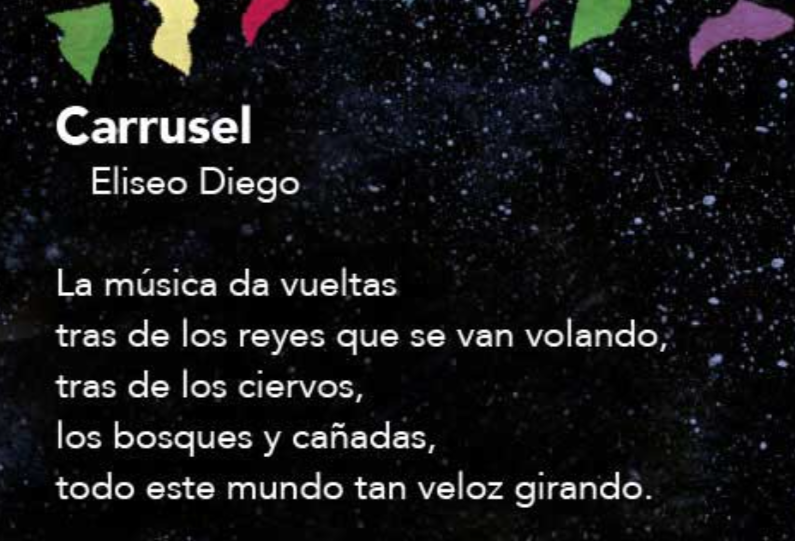 Carrusel
Eliseo Diego
La música da vueltas
tras de los reyes que se van volando,
tras de los ciervos,
los bosques y cañadas,
todo este mundo tan veloz girando.